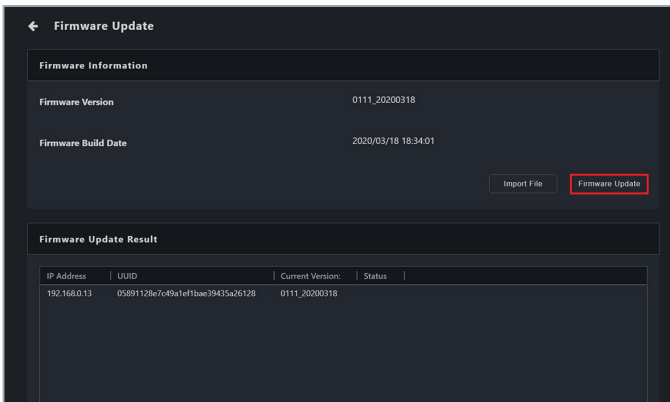 Firmware Update
Firmware Information
Firmware Version 0111_20200318
Firmware Build Date 2020/03/18 18:34:01
Import File Firmware Update
Firmware Update Result
IP Address UUID Current Version: Status
192.168.0.13 05891128e7c49a1ef1bae39435a26128 0111_20200318